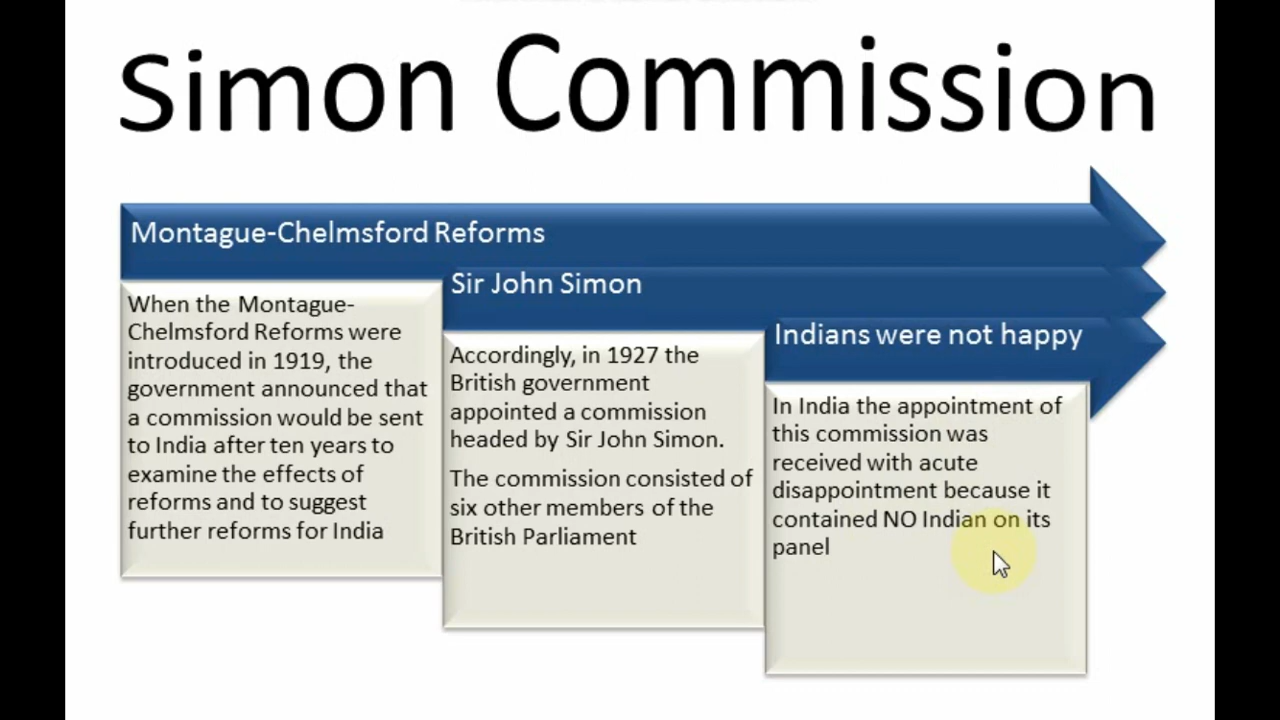 Simon Commission
Montague-Chelmsford Reforms
When the Montague-
Chelmsford Reforms were
introduced in 1919, the
government announced that
a commission would be sent
to India after ten years to
examine the effects of
reforms and to suggest
further reforms for India
Sir John Simon
Accordingly, in 1927 the
British government
appointed a commission
headed by Sir John Simon.
The commission consisted of
six other members of the
British Parliament
Indians were not happy
In India the appointment of
this commission was
received with acute
disappointment because it
contained NO Indian on its
panel